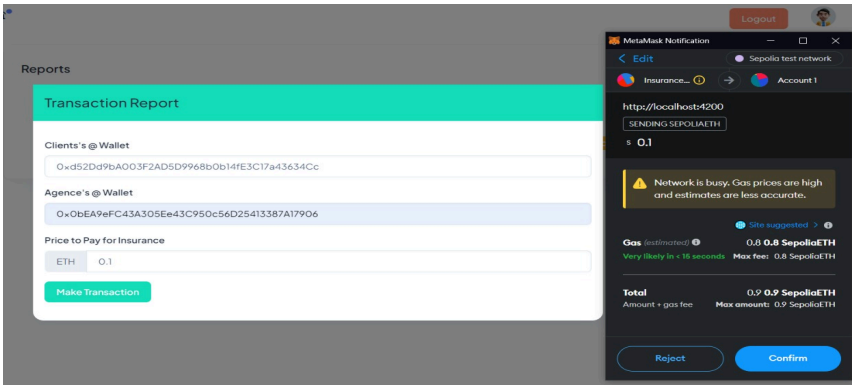 Logout
Reports
Transaction Report
Clients's @ Wallet
0xd52Dd9bA003F2AD5D9968b0b14fE3C17a43634Cc
Agence's @ Wallet
0x0bEA9eFC43A305Ee43C950c56D25413387A17906
Price to Pay for Insurance
ETH 0.1
Make Transaction
MetaMask Notification
< Edit Sepolia test network
Insurance... Account 1
http://localhost:4200
SENDING SEPOLIAETH
s 0.1
Network is busy. Gas prices are high
and estimates are less accurate.
Site suggested >
Gas (estimated) 0.8 0.8 SepoliaETH
Very likely in < 15 seconds Max fee: 0.8 SepoliaETH
Total 0.9 0.9 SepoliaETH
Amount + gas fee Max amount: 0.9 SepoliaETH
Reject Confirm